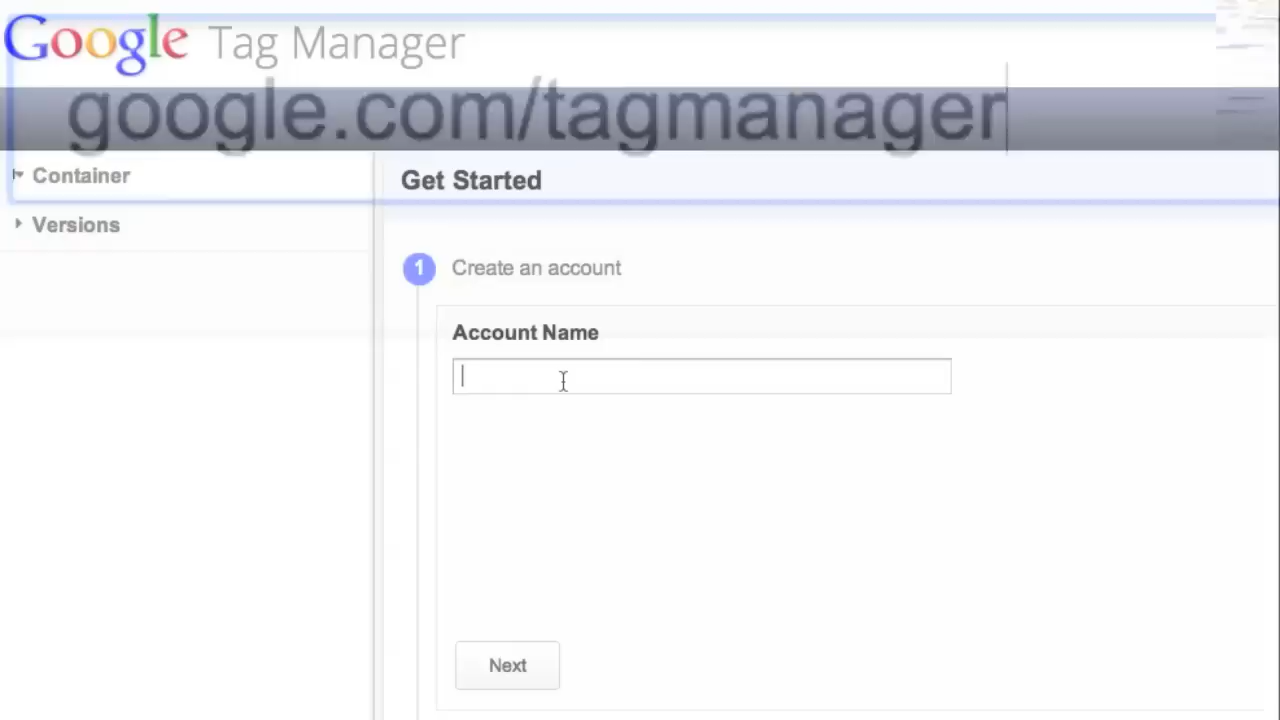 Google Tag Manager
google.com/tagmanager
Container
Versions
Get Started
1 Create an account
Account Name
Next